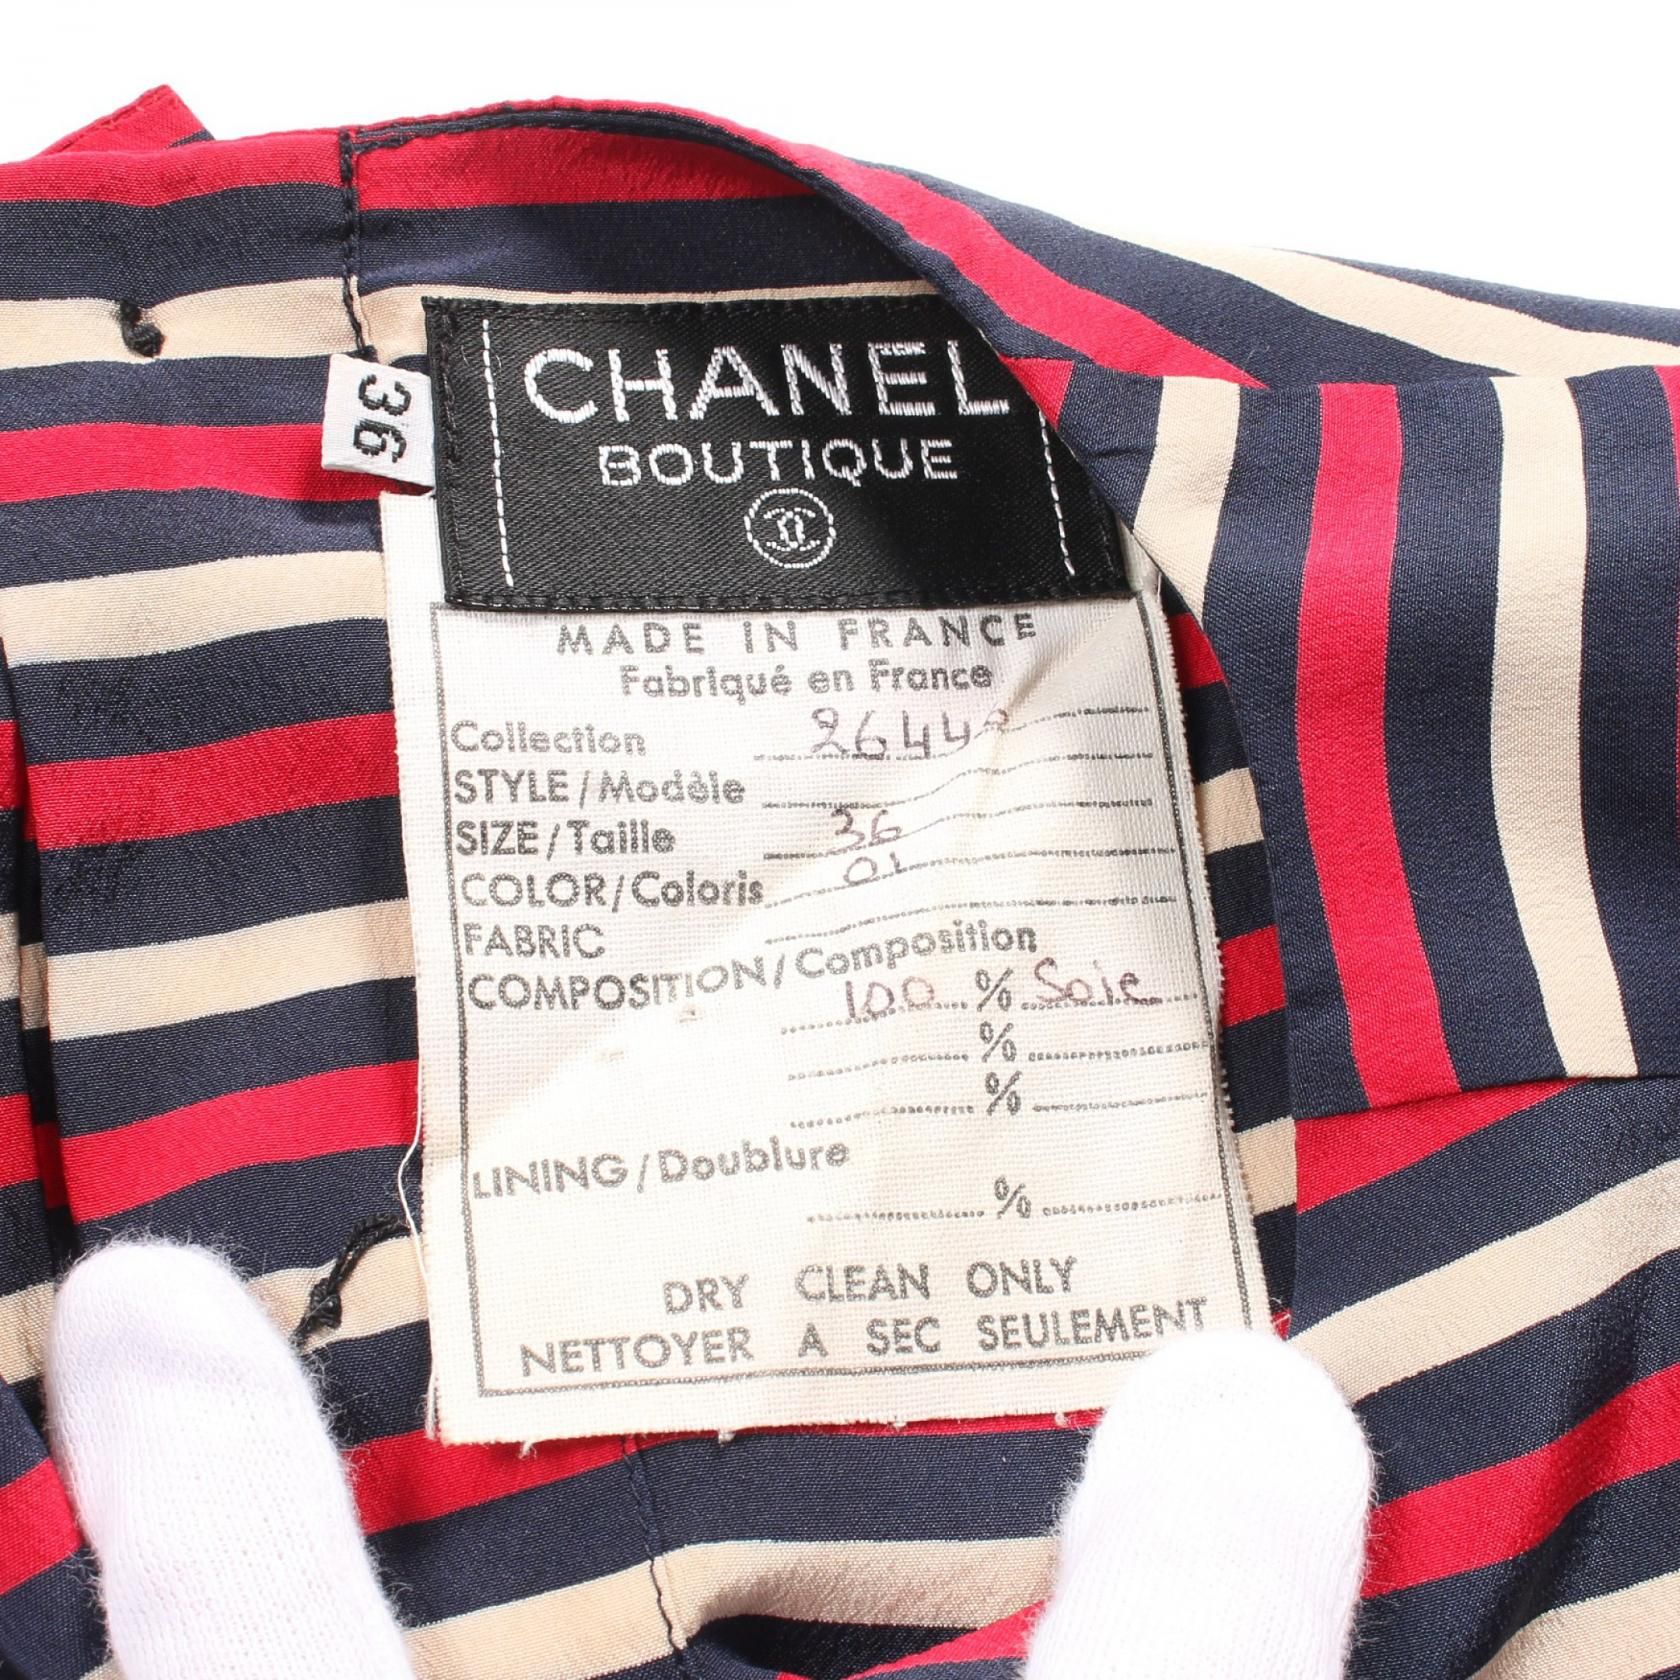 CHANEL
BOUTIQUE
36
MADE IN FRANCE
Fabriqué en France
Collection 26442
STYLE / Modèle
SIZE / Taille 36
COLOR / Coloris 01
FABRIC
COMPOSITION / Composition
100 % Soie
%
%
LINING / Doublure
%
DRY CLEAN ONLY
NETTOYER A SEC SEULEMENT